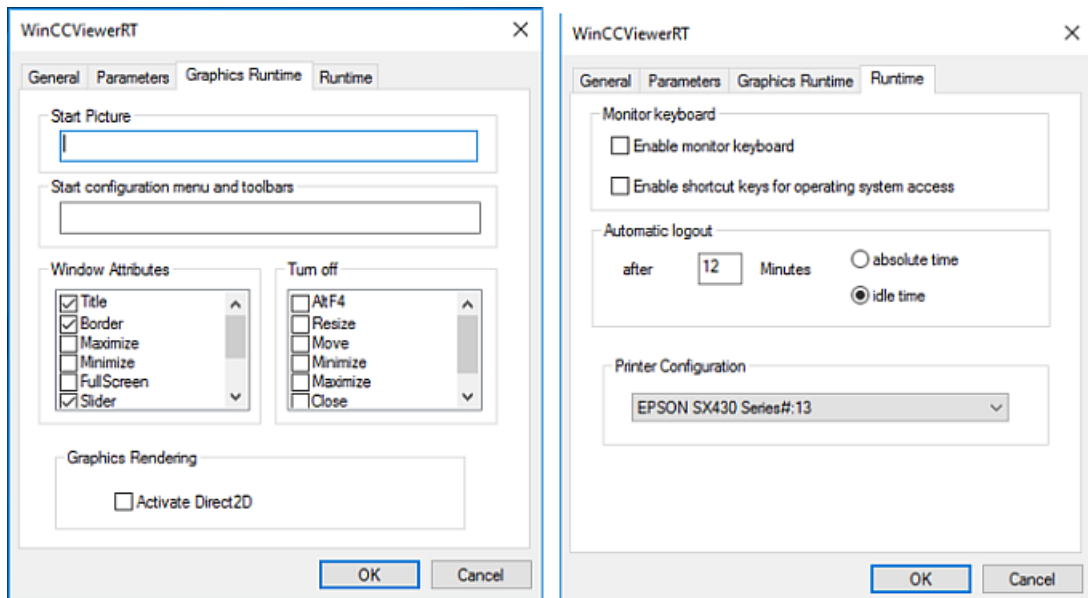 WinCCViewerRT
General Parameters Graphics Runtime Runtime
Start Picture
Start configuration menu and toolbars
Window Attributes
Title
Border
Maximize
Minimize
FullScreen
Slider
Turn off
AltF4
Resize
Move
Minimize
Maximize
Close
Graphics Rendering
Activate Direct2D
OK Cancel
WinCCViewerRT
General Parameters Graphics Runtime Runtime
Monitor keyboard
Enable monitor keyboard
Enable shortcut keys for operating system access
Automatic logout
after 12 Minutes
absolute time
idle time
Printer Configuration
EPSON SX430 Series#:13
OK Cancel